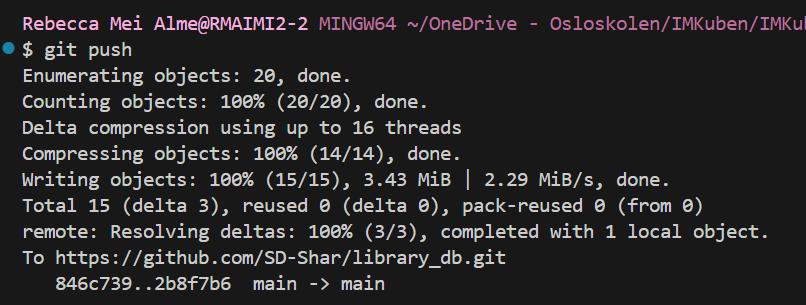 Rebecca Mei Alme@RMAIMI2-2 MINGW64 ~/OneDrive - Osloskolen/IMKuben/IMKub
$ git push
Enumerating objects: 20, done.
Counting objects: 100% (20/20), done.
Delta compression using up to 16 threads
Compressing objects: 100% (14/14), done.
Writing objects: 100% (15/15), 3.43 MiB | 2.29 MiB/s, done.
Total 15 (delta 3), reused 0 (delta 0), pack-reused 0 (from 0)
remote: Resolving deltas: 100% (3/3), completed with 1 local object.
To https://github.com/SD-Shar/library_db.git
   846c739..2b8f7b6  main -> main